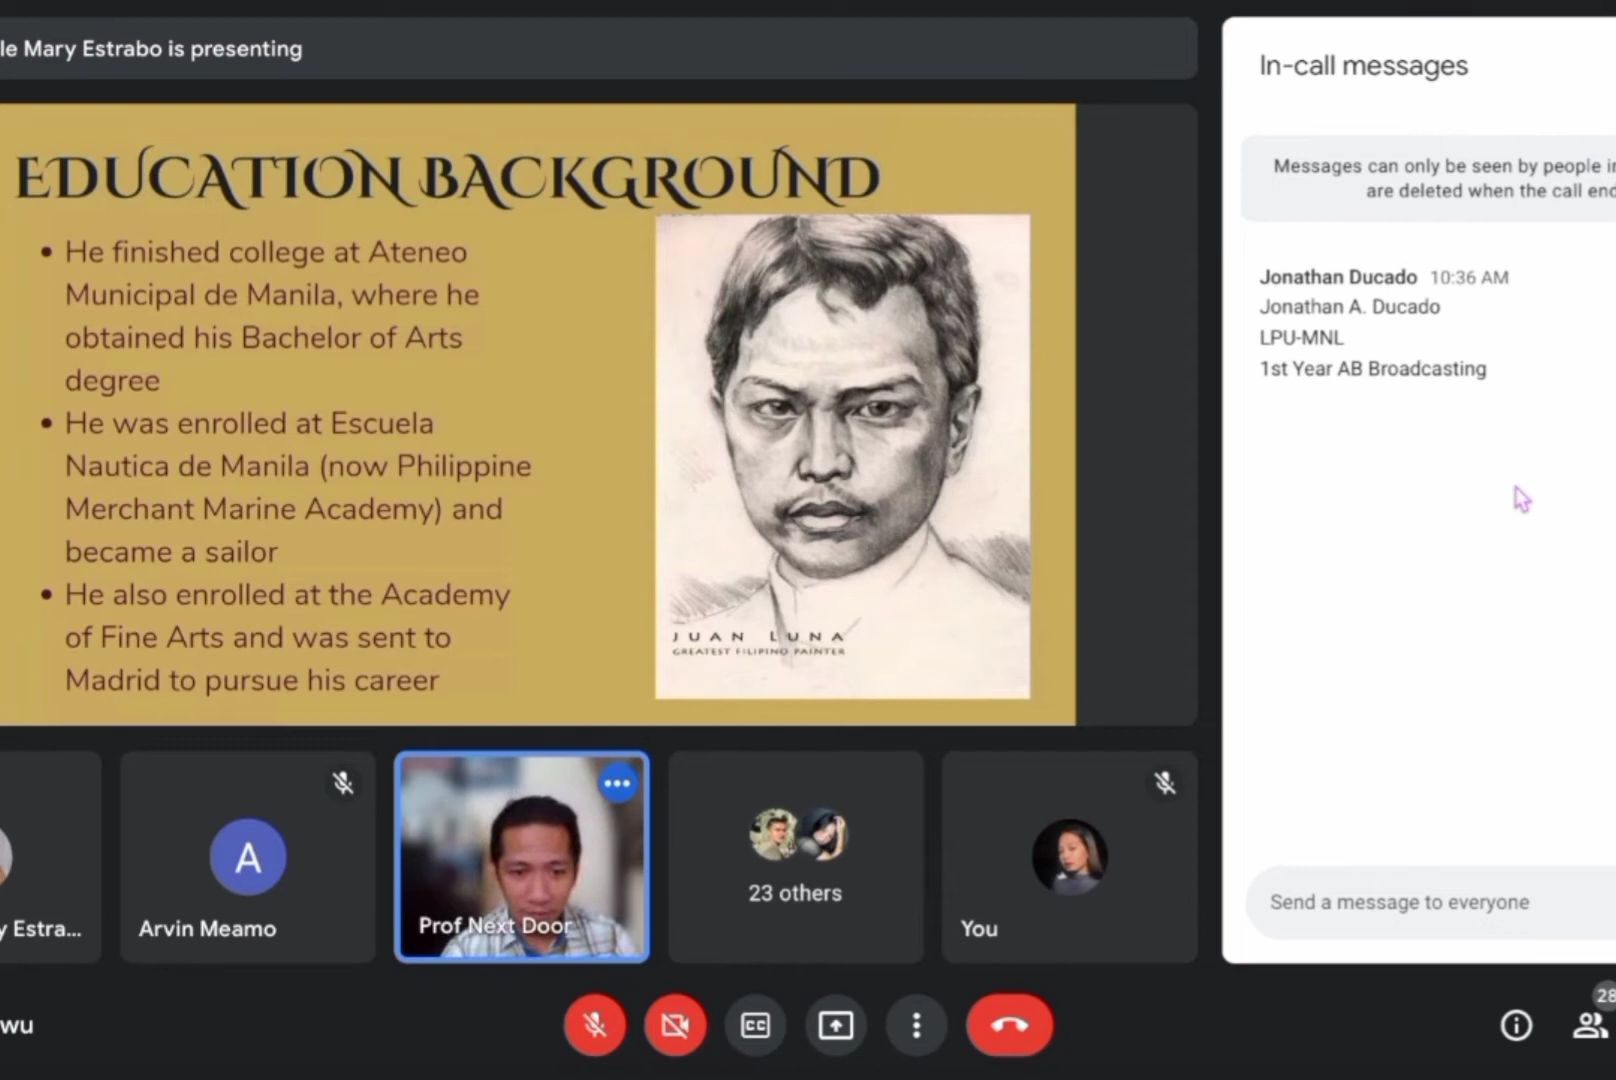 le Mary Estrabo is presenting
EDUCATION BACKGROUND
• He finished college at Ateneo
Municipal de Manila, where he
obtained his Bachelor of Arts
degree
• He was enrolled at Escuela
Nautica de Manila (now Philippine
Merchant Marine Academy) and
became a sailor
• He also enrolled at the Academy
of Fine Arts and was sent to
Madrid to pursue his career
JUAN LUNA
GREATEST FILIPINO PAINTER
In-call messages
Messages can only be seen by people in
are deleted when the call end
Jonathan Ducado 10:36 AM
Jonathan A. Ducado
LPU-MNL
1st Year AB Broadcasting
Send a message to everyone
y Estra...
A
Arvin Meamo
Prof Next Door
23 others
You
wu
CC
28